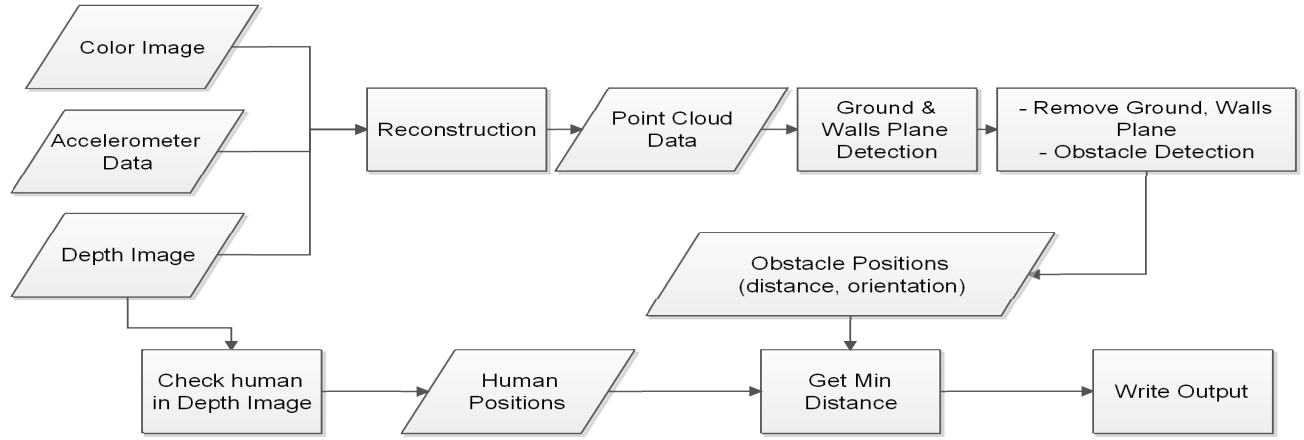 Color Image
Accelerometer
Data
Depth Image
Reconstruction
Point Cloud
Data
Ground &
Walls Plane
Detection
- Remove Ground, Walls
Plane
- Obstacle Detection
Obstacle Positions
(distance, orientation)
Check human
in Depth Image
Human
Positions
Get Min
Distance
Write Output